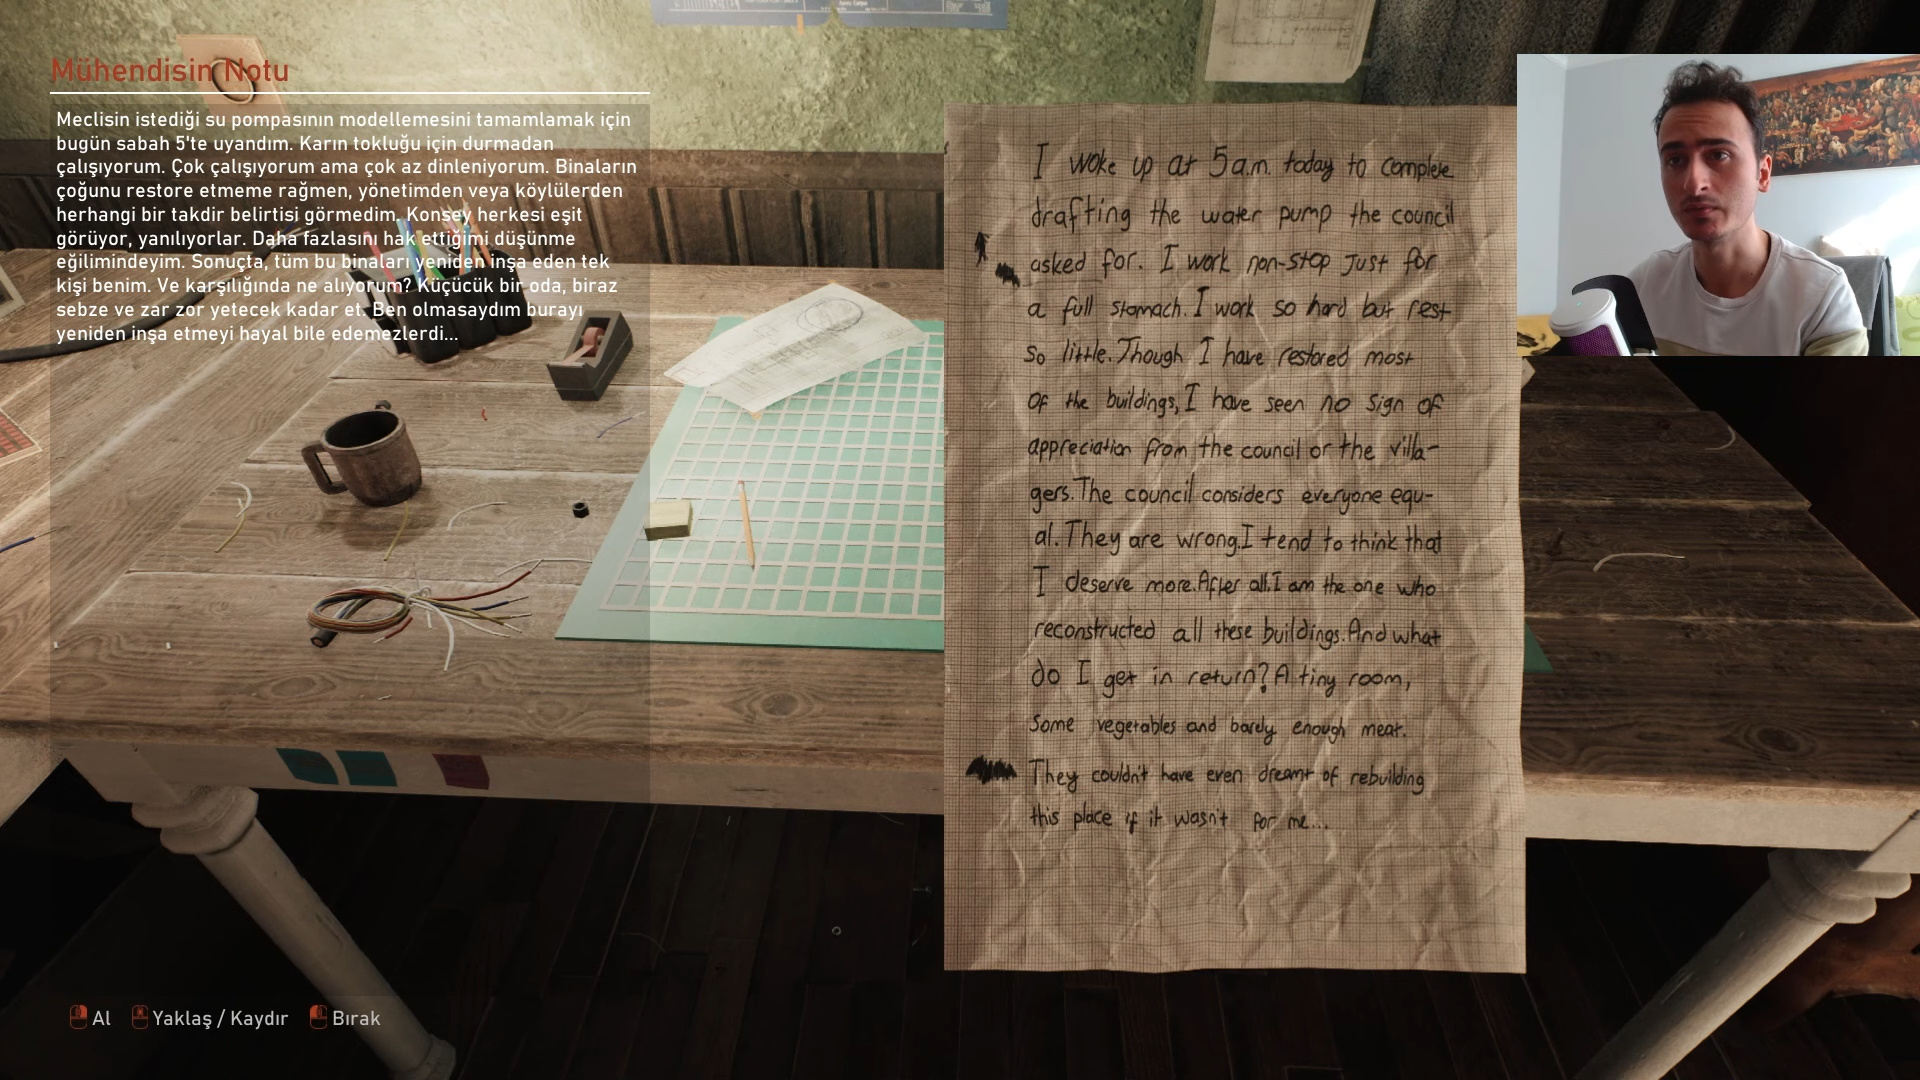 Mühendisin Notu
Meclisin istediği su pompasının modellemesini tamamlamak için
bugün sabah 5'te uyandım. Karın tokluğu için durmadan
çalışıyorum. Çok çalışıyorum ama çok az dinleniyorum. Binaların
çoğunu restore etmeme rağmen, yönetimden veya köylülerden
herhangi bir takdir belirtisi görmedim. Konsey herkesi eşit
görüyor, yanılıyorlar. Daha fazlasını hak ettiğimi düşünme
eğilimindeyim. Sonuçta, tüm bu binaları yeniden inşa eden tek
kişi benim. Ve karşılığında ne alıyorum? Küçücük bir oda, biraz
sebze ve zar zor yetecek kadar et. Ben olmasaydım burayı
yeniden inşa etmeyi hayal bile edemezlerdi...
I woke up at 5 a.m. today to complete
drafting the water pump the council
asked for. I work non-stop just for
a full stomach. I work so hard but rest
so little. Though I have restored most
of the buildings, I have seen no sign of
appreciation from the council or the villa-
gers. The council considers everyone equ-
al. They are wrong. I tend to think that
I deserve more. After all, I am the one who
reconstructed all these buildings. And what
do I get in return? A tiny room,
some vegetables and barely enough meat.
They couldn't have even dreamt of rebuilding
this place if it wasn't for me...
Al Yaklaş / Kaydır Bırak